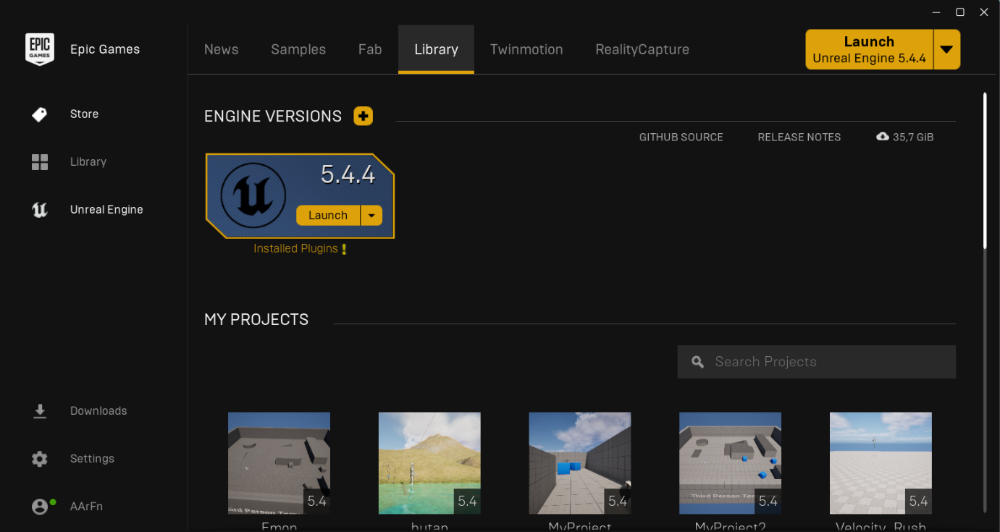 EPIC
GAMES
Epic Games
News
Samples
Fab
Library
Twinmotion
RealityCapture
Launch
Unreal Engine 5.4.4
Store
Library
Unreal Engine
Downloads
Settings
AArFn
ENGINE VERSIONS
GITHUB SOURCE
RELEASE NOTES
35,7 GiB
5.4.4
Launch
Installed Plugins !
MY PROJECTS
Search Projects
5.4
5.4
5.4
Third Person Tem
5.4
5.4
Emon
hutan
MyProject
MyProject2
Velocity_Rush